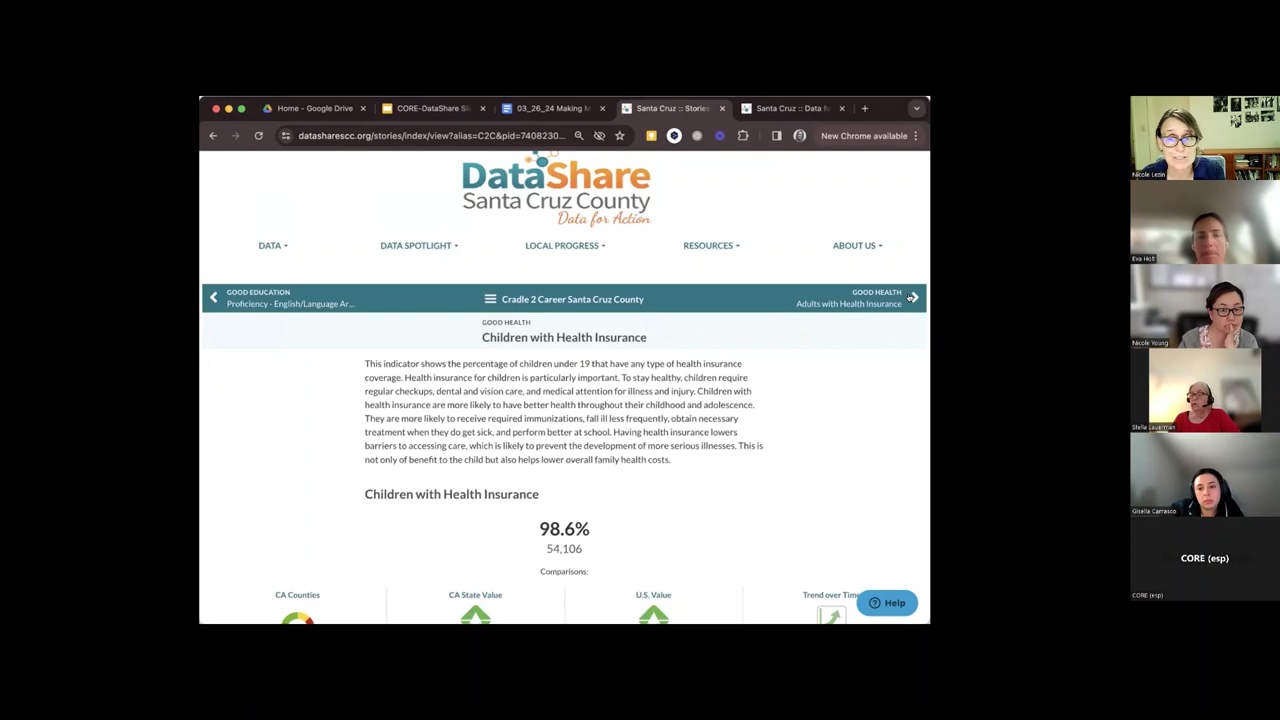 Home - Google Drive
CORE-DataShare Sl
03_26_24 Making M
Santa Cruz :: Stories
Santa Cruz :: Data fo
datasharescc.org/stories/index/view?alias=C2C&pid=7408230...
New Chrome available
DataShare
Santa Cruz County
Data for Action
DATA
DATA SPOTLIGHT
LOCAL PROGRESS
RESOURCES
ABOUT US
GOOD EDUCATION
Proficiency - English/Language Ar...
Cradle 2 Career Santa Cruz County
GOOD HEALTH
Adults with Health Insurance
GOOD HEALTH
Children with Health Insurance
This indicator shows the percentage of children under 19 that have any type of health insurance
coverage. Health insurance for children is particularly important. To stay healthy, children require
regular checkups, dental and vision care, and medical attention for illness and injury. Children with
health insurance are more likely to have better health throughout their childhood and adolescence.
They are more likely to receive required immunizations, fall ill less frequently, obtain necessary
treatment when they do get sick, and perform better at school. Having health insurance lowers
barriers to accessing care, which is likely to prevent the development of more serious illnesses. This is
not only of benefit to the child but also helps lower overall family health costs.
Children with Health Insurance
98.6%
54,106
Comparisons:
CA Counties
CA State Value
U.S. Value
Trend over Time
Help
Nicole Lezin
Eva Holt
Nicole Young
Stella Lauerman
Gisella Carrasco
CORE (esp)
CORE (esp)